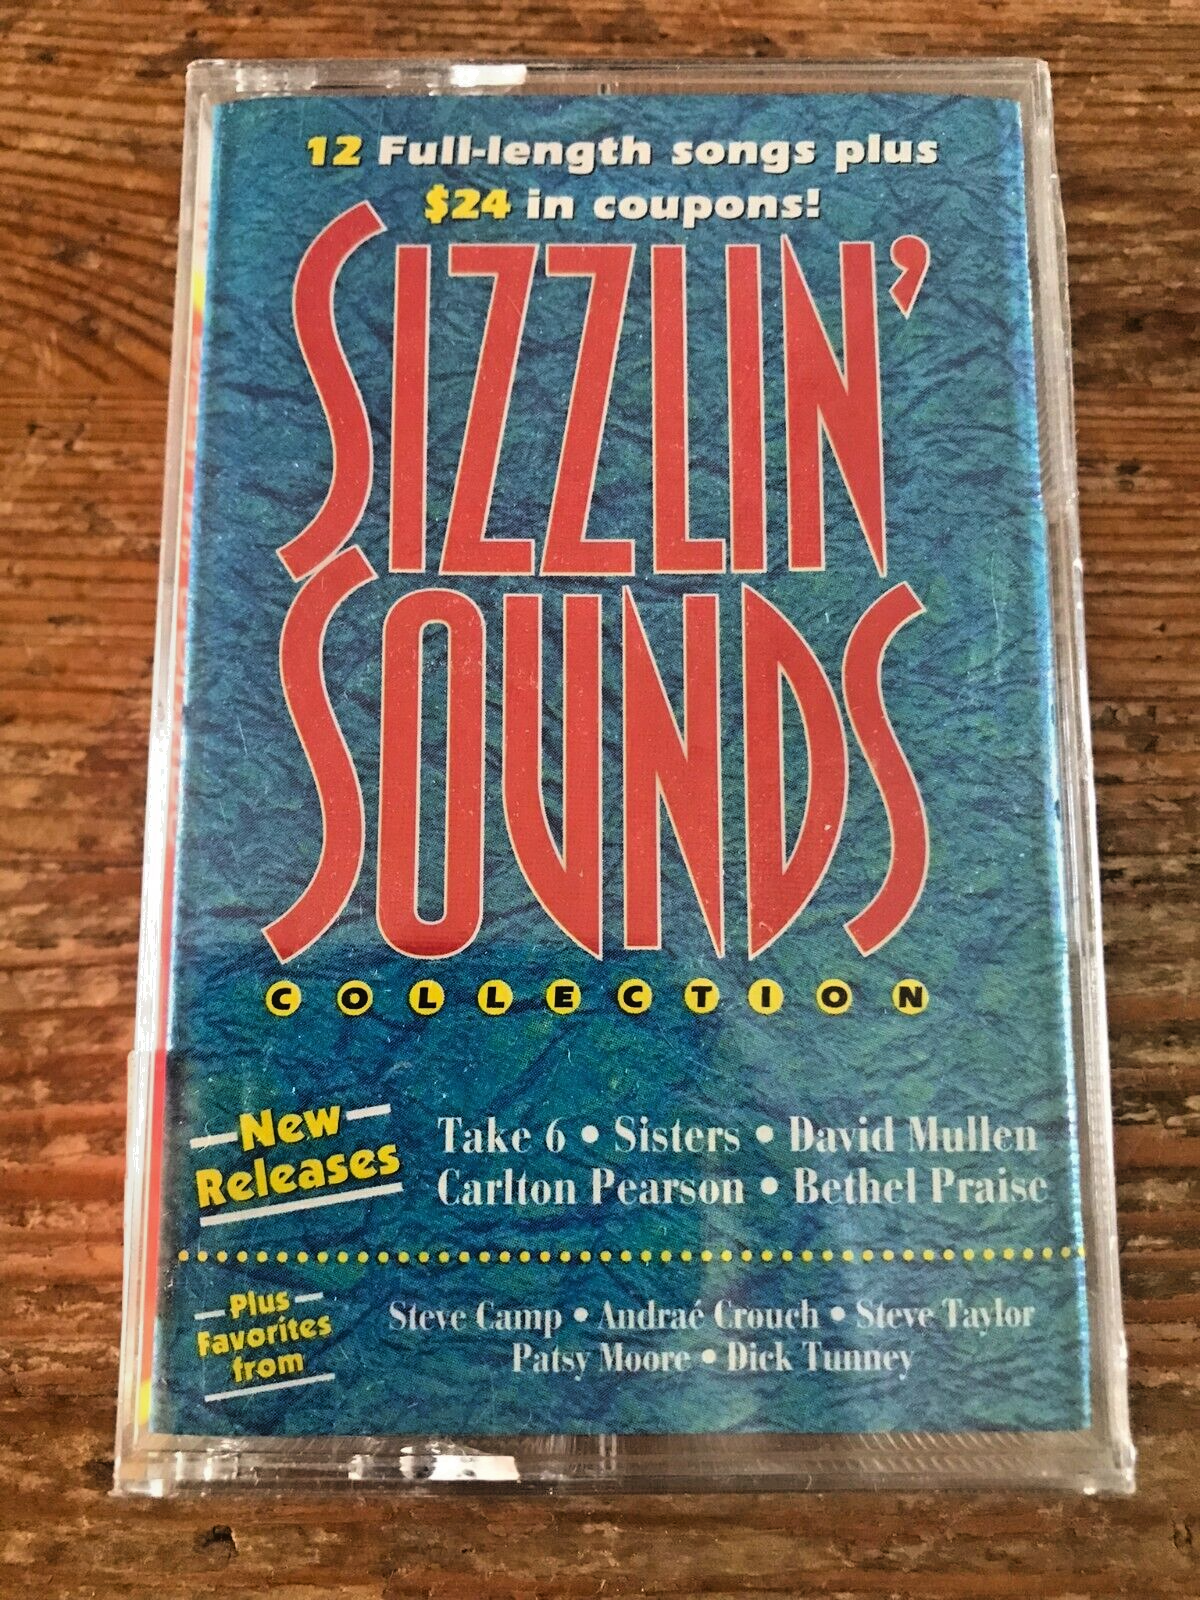 12 Full-length songs plus
$24 in coupons!
SIZZLIN'
SOUNDS
COLLECTION
New
Releases
Take 6 • Sisters • David Mullen
Carlton Pearson • Bethel Praise
Plus
Favorites
from
Steve Camp • Andraé Crouch • Steve Taylor
Patsy Moore • Dick Tunney